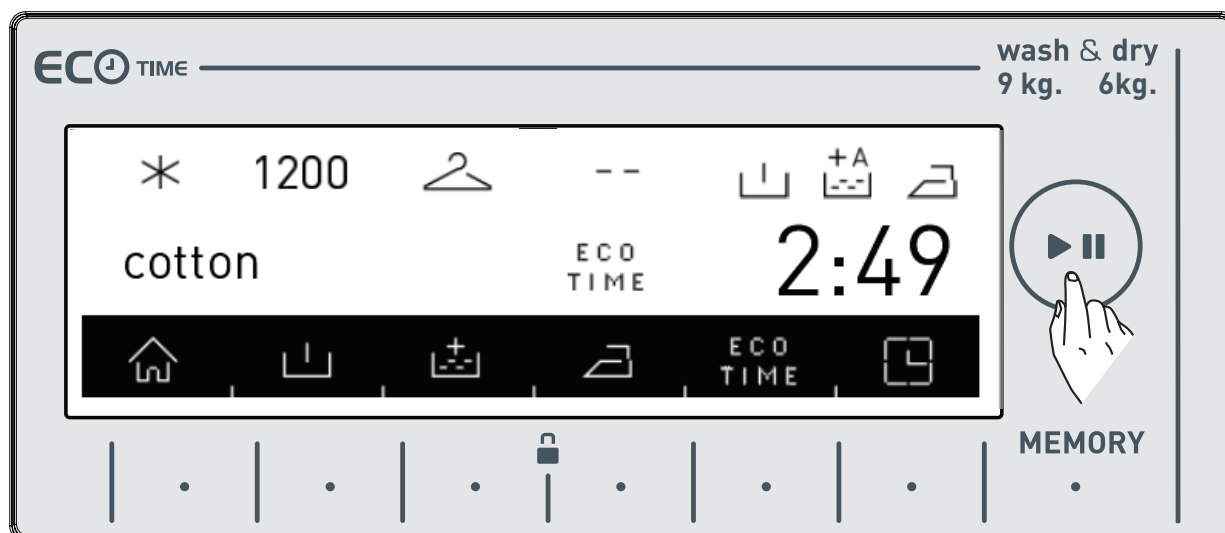 ECO TIME
wash & dry
9 kg. 6kg.
1200 -- +A
cotton ECO TIME 2:49
ECO TIME
MEMORY